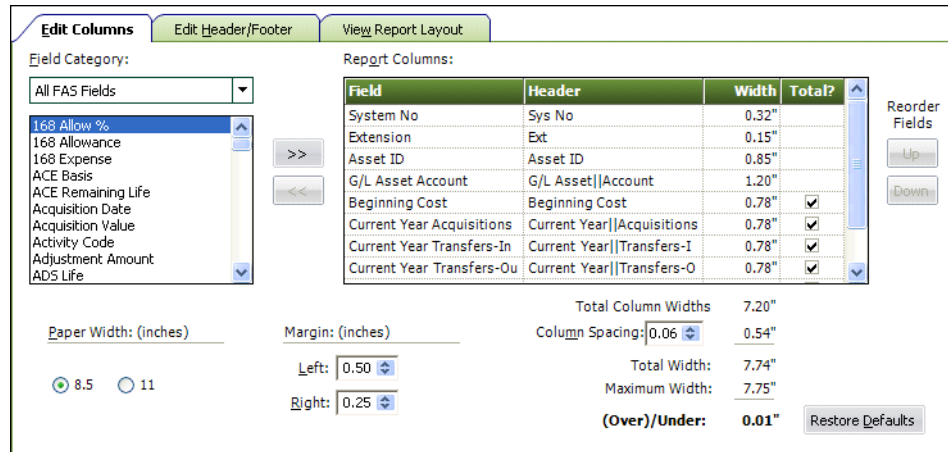 Edit Columns Edit Header/Footer View Report Layout
Field Category: Report Columns:
All FAS Fields
168 Allow %
168 Allowance
168 Expense
ACE Basis
ACE Remaining Life
Acquisition Date
Acquisition Value
Activity Code
Adjustment Amount
ADS Life
>>
<<
Field Header Width Total?
System No Sys No 0.32"
Extension Ext 0.15"
Asset ID Asset ID 0.85"
G/L Asset Account G/L Asset||Account 1.20"
Beginning Cost Beginning Cost 0.78"
Current Year Acquisitions Current Year||Acquisitions 0.78"
Current Year Transfers-In Current Year||Transfers-I 0.78"
Current Year Transfers-Ou Current Year||Transfers-O 0.78"
Reorder
Fields
Up
Down
Paper Width: (inches)
8.5 11
Margin: (inches)
Left: 0.50
Right: 0.25
Total Column Widths 7.20"
Column Spacing: 0.06 0.54"
Total Width: 7.74"
Maximum Width: 7.75"
(Over)/Under: 0.01"
Restore Defaults